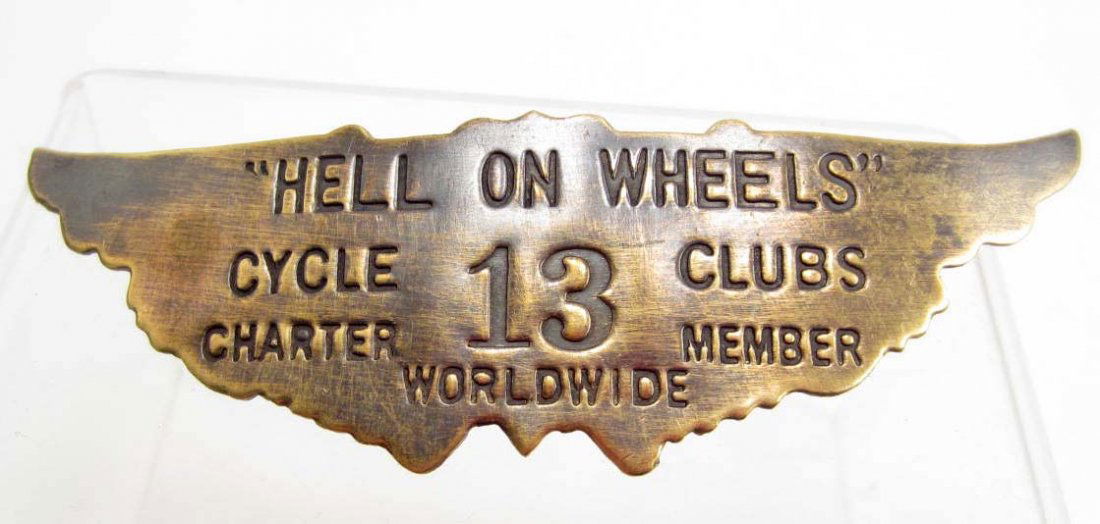 "HELL ON WHEELS"
CYCLE 13 CLUBS
CHARTER MEMBER
WORLDWIDE